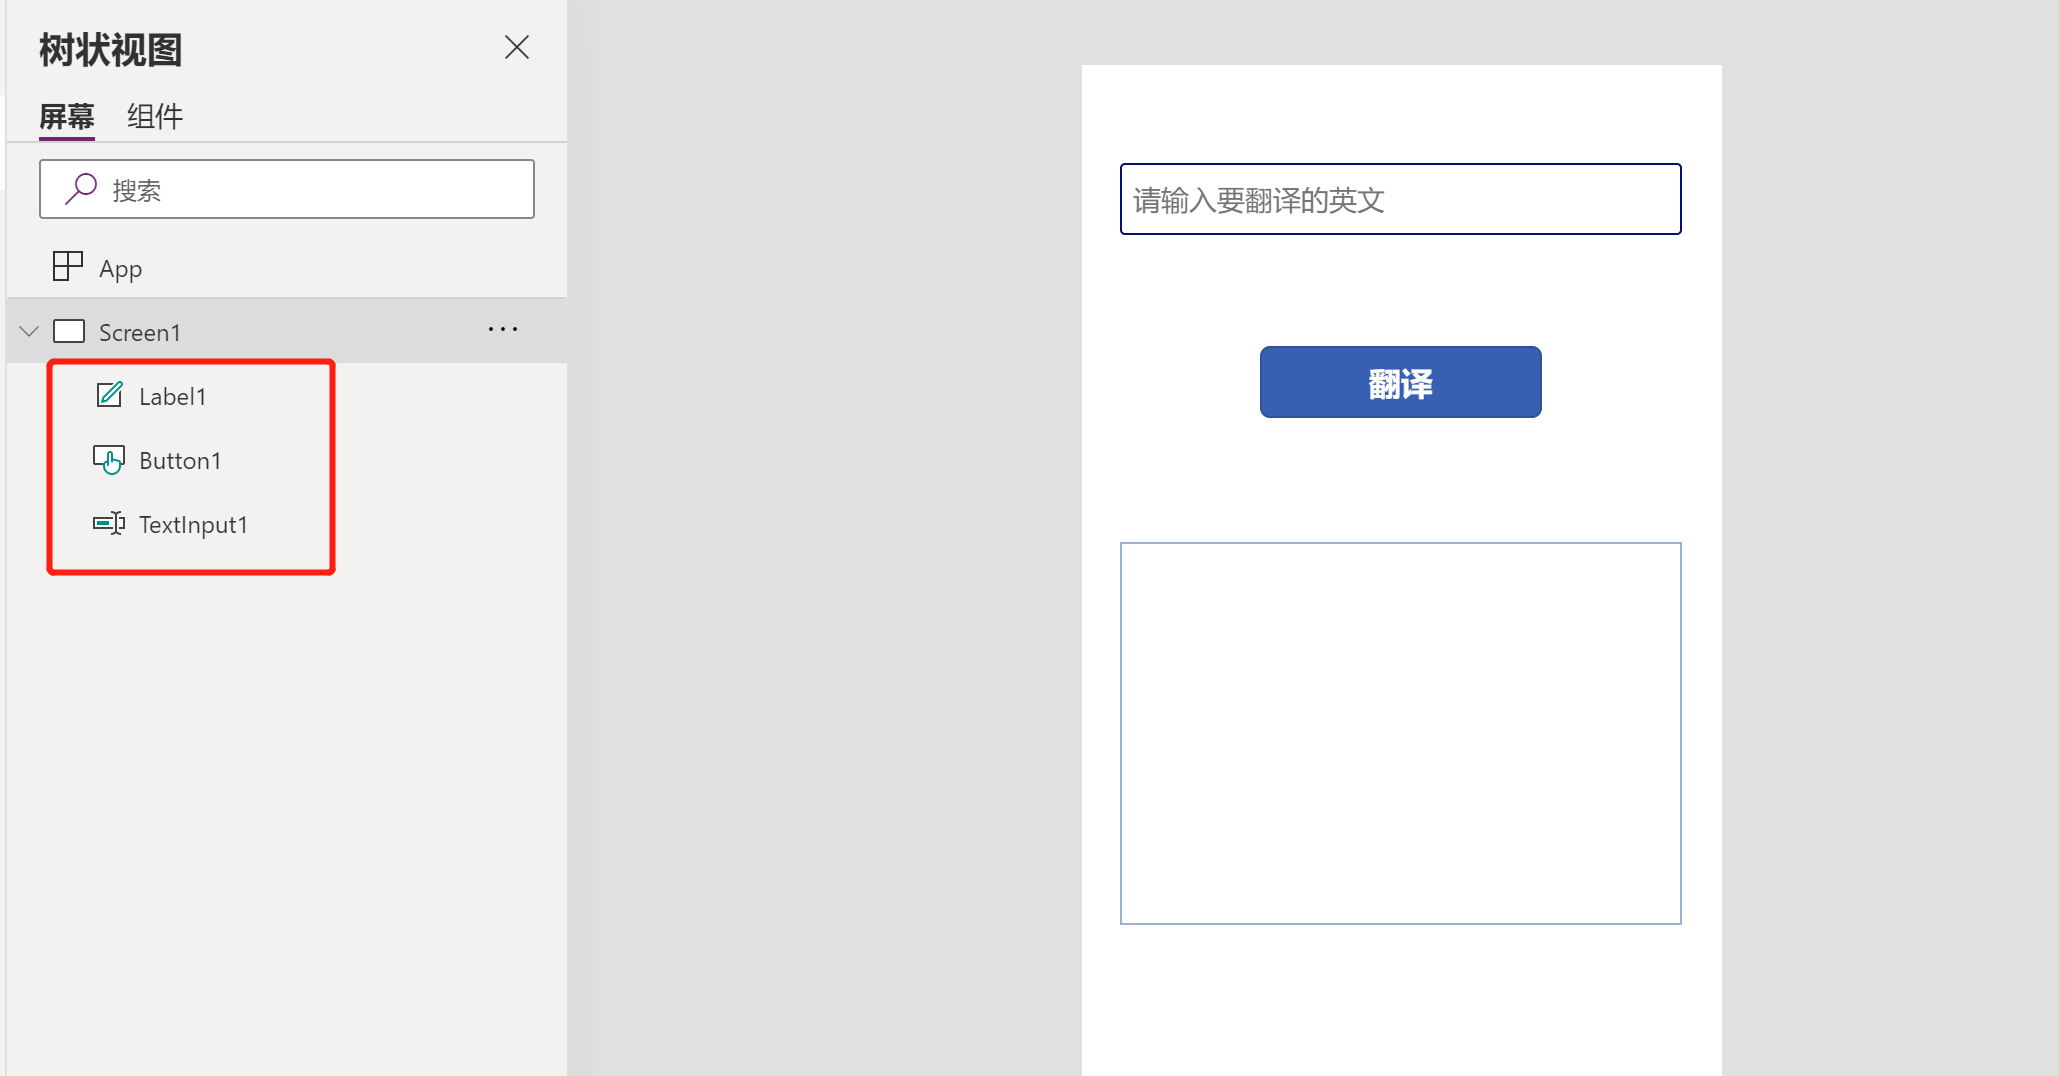 树状视图
屏幕 组件
搜索
App
Screen1
Label1
Button1
TextInput1
请输入要翻译的英文
翻译